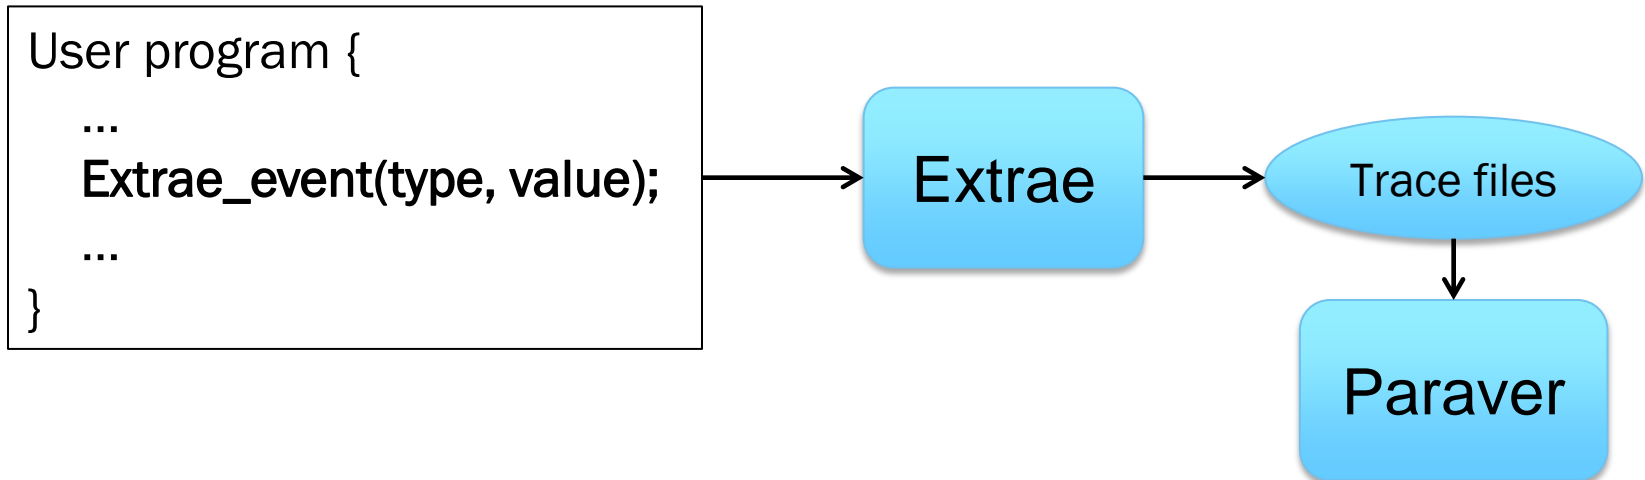 User program {
...
Extrae_event(type, value);
...
}
Extrae
Trace files
Paraver